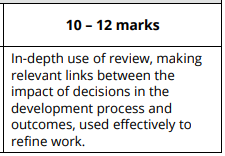 10 – 12 marks
In-depth use of review, making
relevant links between the
impact of decisions in the
development process and
outcomes, used effectively to
refine work.